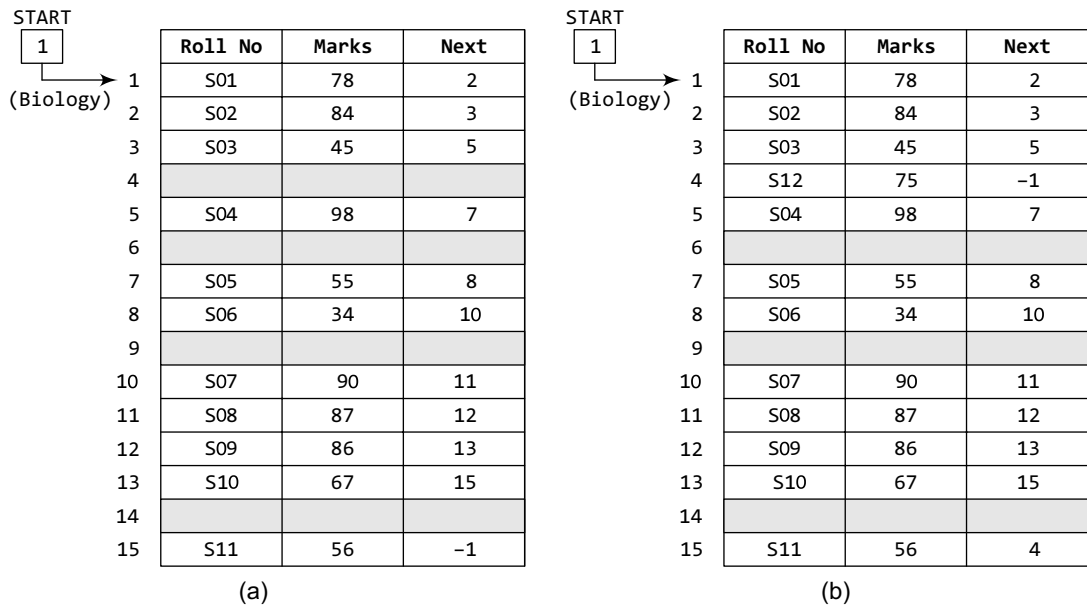 START
1
(Biology)
Roll No Marks Next
1 S01 78 2
2 S02 84 3
3 S03 45 5
4
5 S04 98 7
6
7 S05 55 8
8 S06 34 10
9
10 S07 90 11
11 S08 87 12
12 S09 86 13
13 S10 67 15
14
15 S11 56 –1
(a)
START
1
(Biology)
Roll No Marks Next
1 S01 78 2
2 S02 84 3
3 S03 45 5
4 S12 75 –1
5 S04 98 7
6
7 S05 55 8
8 S06 34 10
9
10 S07 90 11
11 S08 87 12
12 S09 86 13
13 S10 67 15
14
15 S11 56 4
(b)